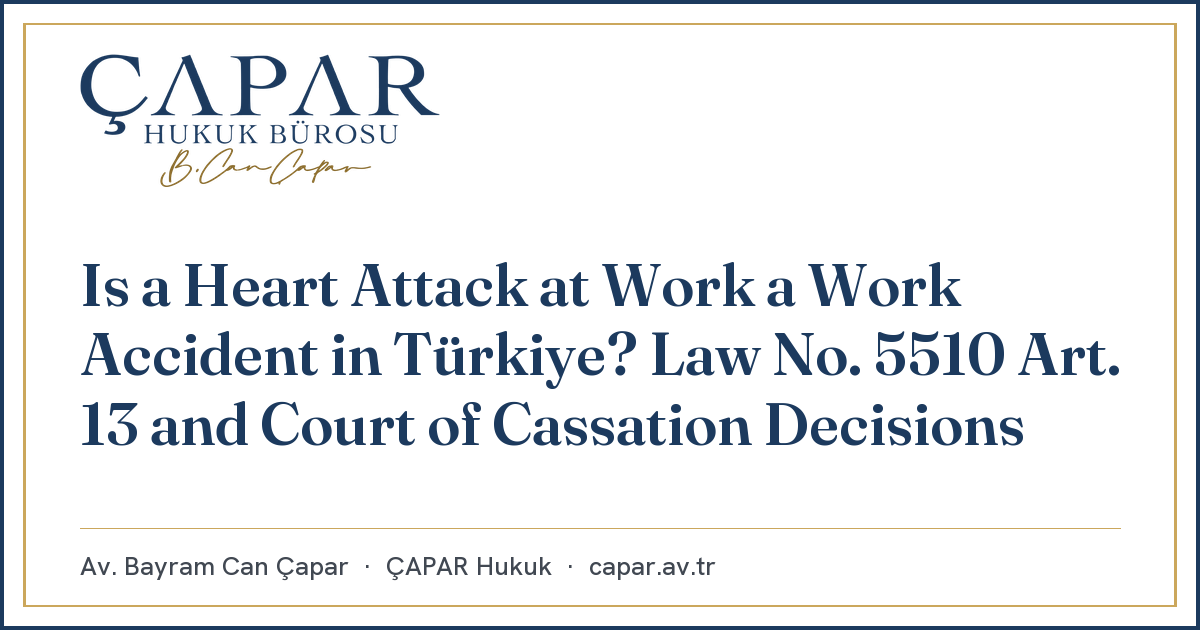 ÇAPAR
HUKUK BÜROSU
B. Can Çapar
Is a Heart Attack at Work a Work
Accident in Türkiye? Law No. 5510 Art.
13 and Court of Cassation Decisions
Av. Bayram Can Çapar · ÇAPAR Hukuk · capar.av.tr